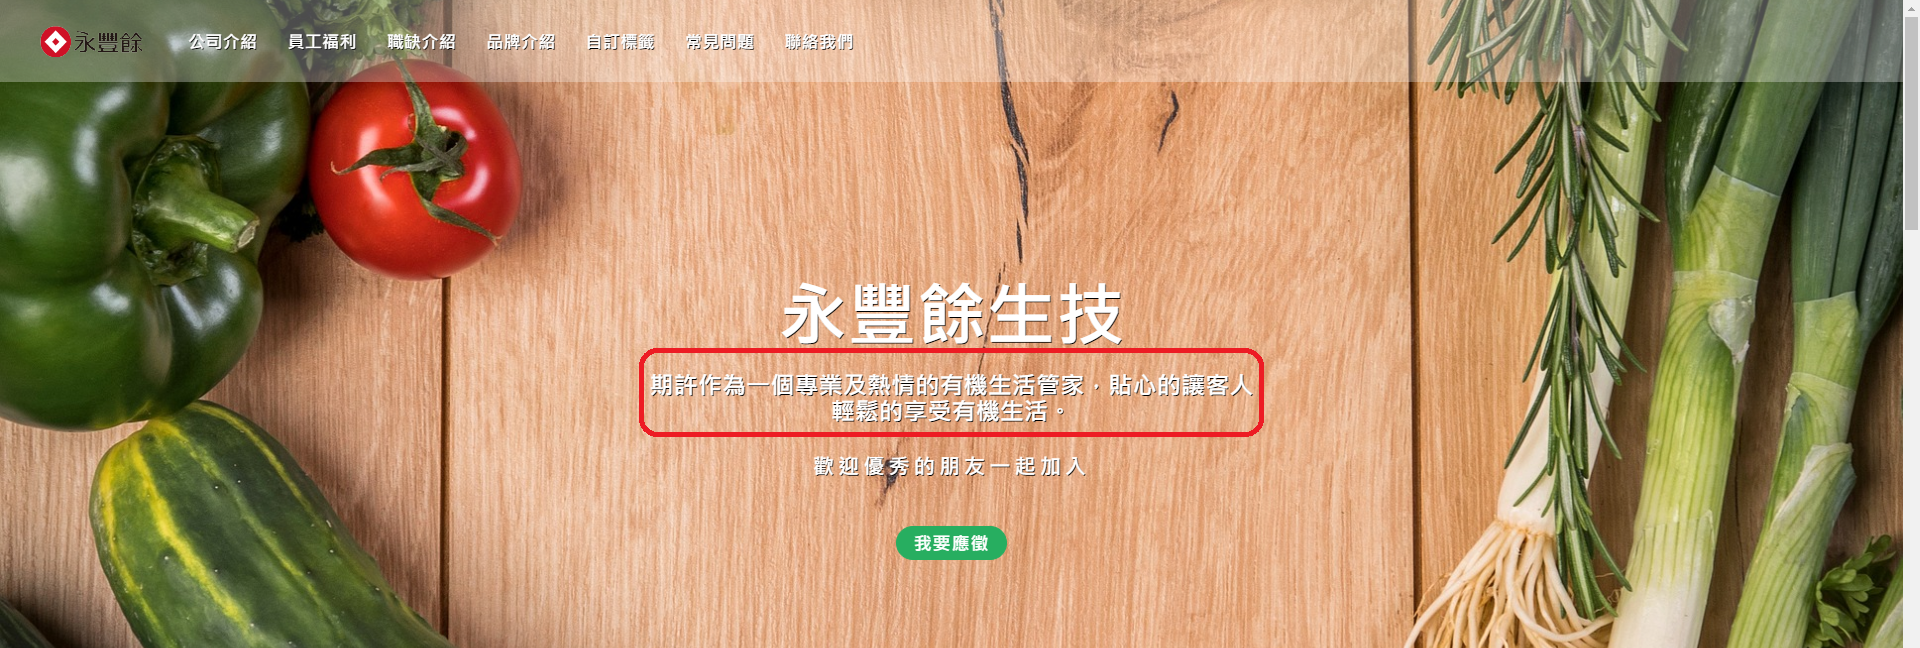 永豐餘
公司介紹 員工福利 職缺介紹 品牌介紹 自訂標籤 常見問題 聯絡我們
永豐餘生技
期許作為一個專業及熱情的有機生活管家，貼心的讓客人
輕鬆的享受有機生活。
歡迎優秀的朋友一起加入
我要應徵